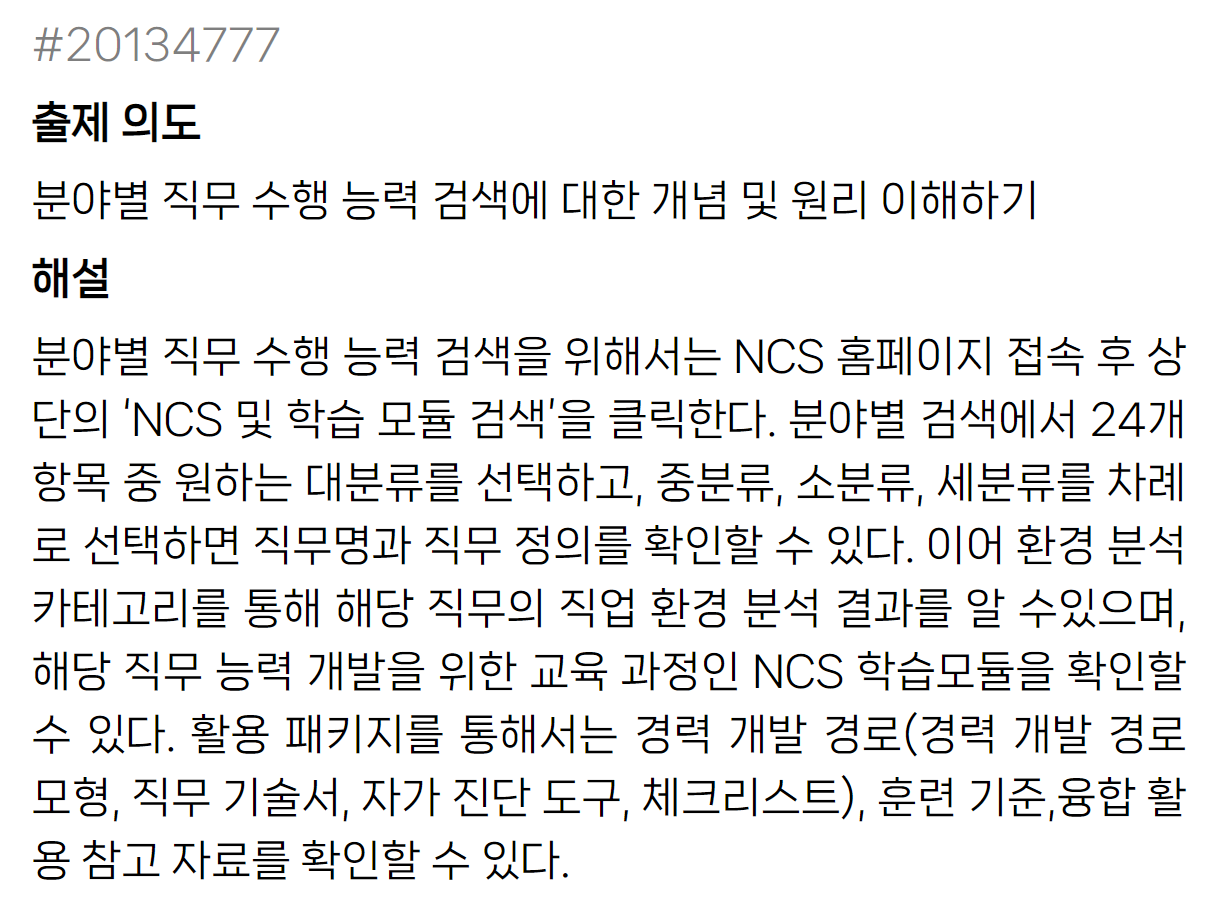 #20134777
출제 의도
분야별 직무 수행 능력 검색에 대한 개념 및 원리 이해하기
해설
분야별 직무 수행 능력 검색을 위해서는 NCS 홈페이지 접속 후 상
단의 ‘NCS 및 학습 모듈 검색’을 클릭한다. 분야별 검색에서 24개
항목 중 원하는 대분류를 선택하고, 중분류, 소분류, 세분류를 차례
로 선택하면 직무명과 직무 정의를 확인할 수 있다. 이어 환경 분석
카테고리를 통해 해당 직무의 직업 환경 분석 결과를 알 수있으며,
해당 직무 능력 개발을 위한 교육 과정인 NCS 학습모듈을 확인할
수 있다. 활용 패키지를 통해서는 경력 개발 경로(경력 개발 경로
모형, 직무 기술서, 자가 진단 도구, 체크리스트), 훈련 기준,융합 활
용 참고 자료를 확인할 수 있다.